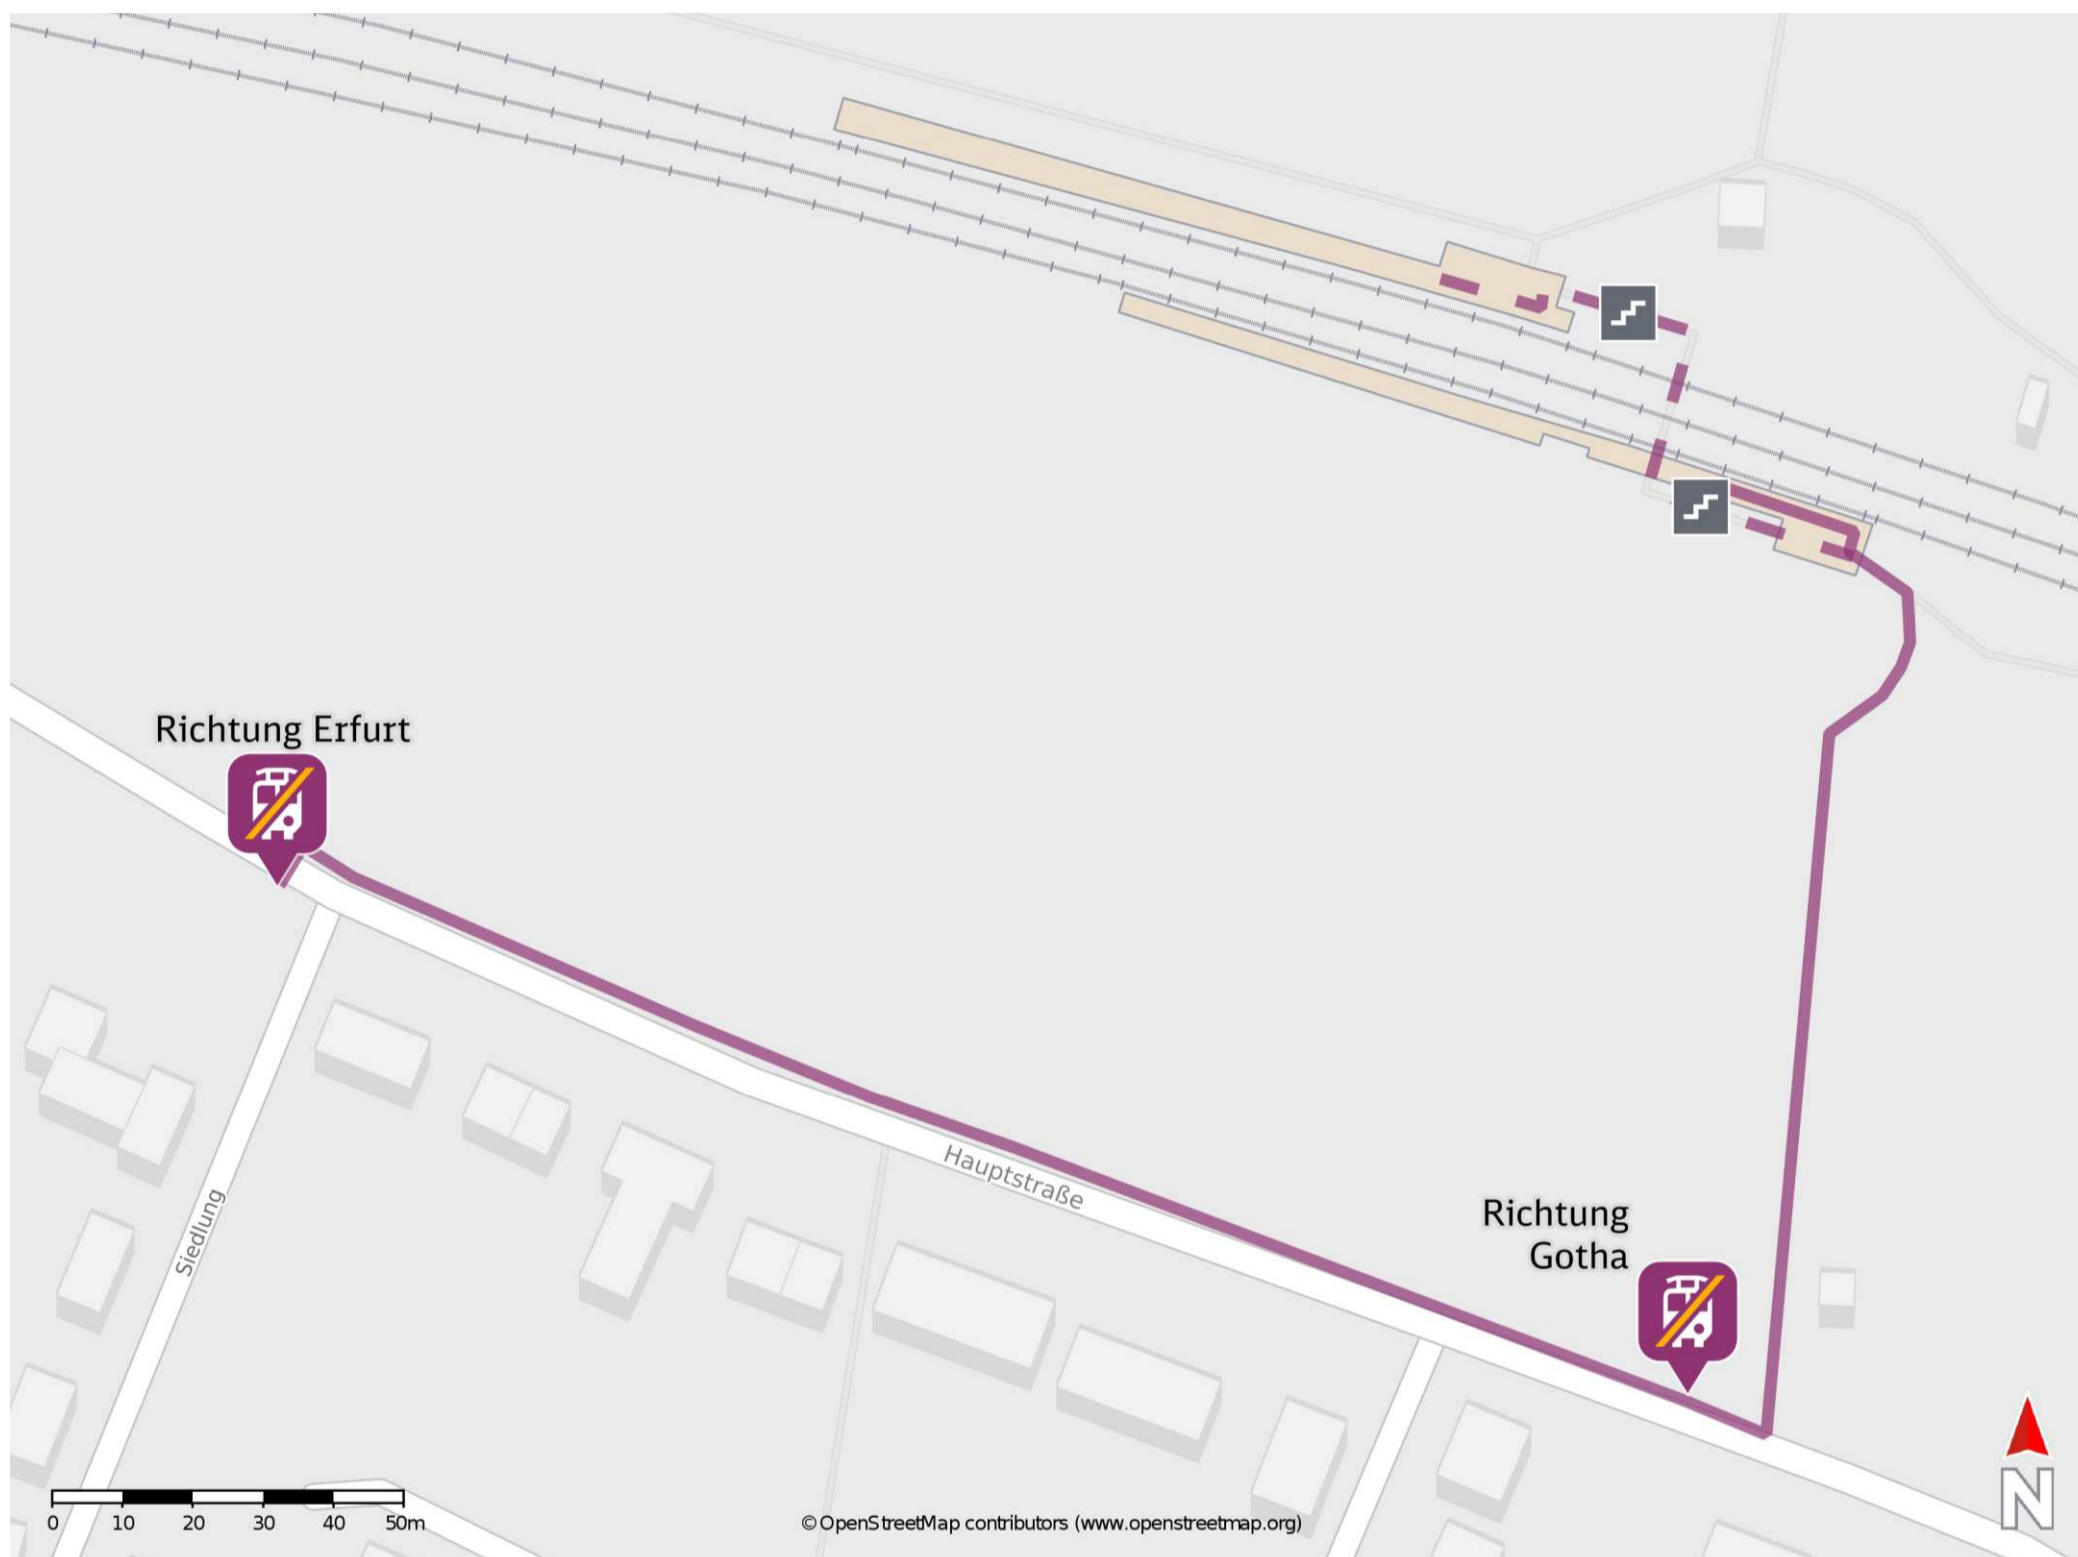 Richtung Erfurt
Hauptstraße
Siedlung
Richtung
Gotha
0 10 20 30 40 50m
© OpenStreetMap contributors (www.openstreetmap.org)
N